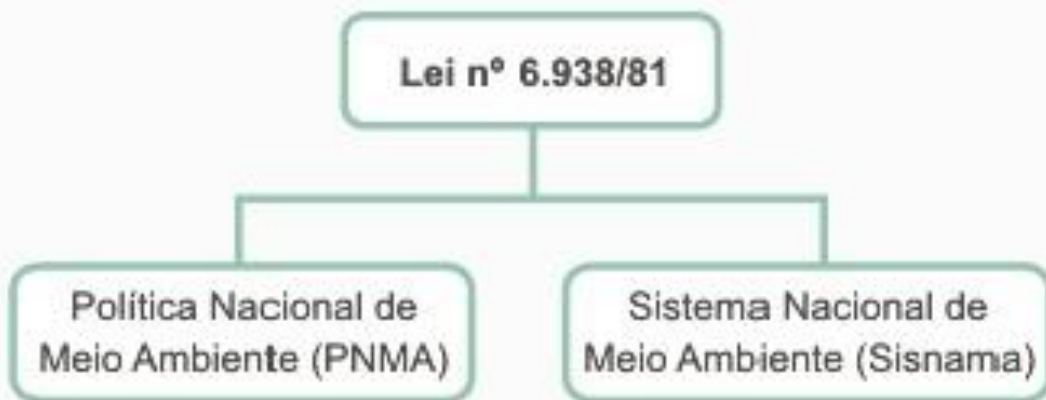 Lei nº 6.938/81
Política Nacional de
Meio Ambiente (PNMA)
Sistema Nacional de
Meio Ambiente (Sisnama)